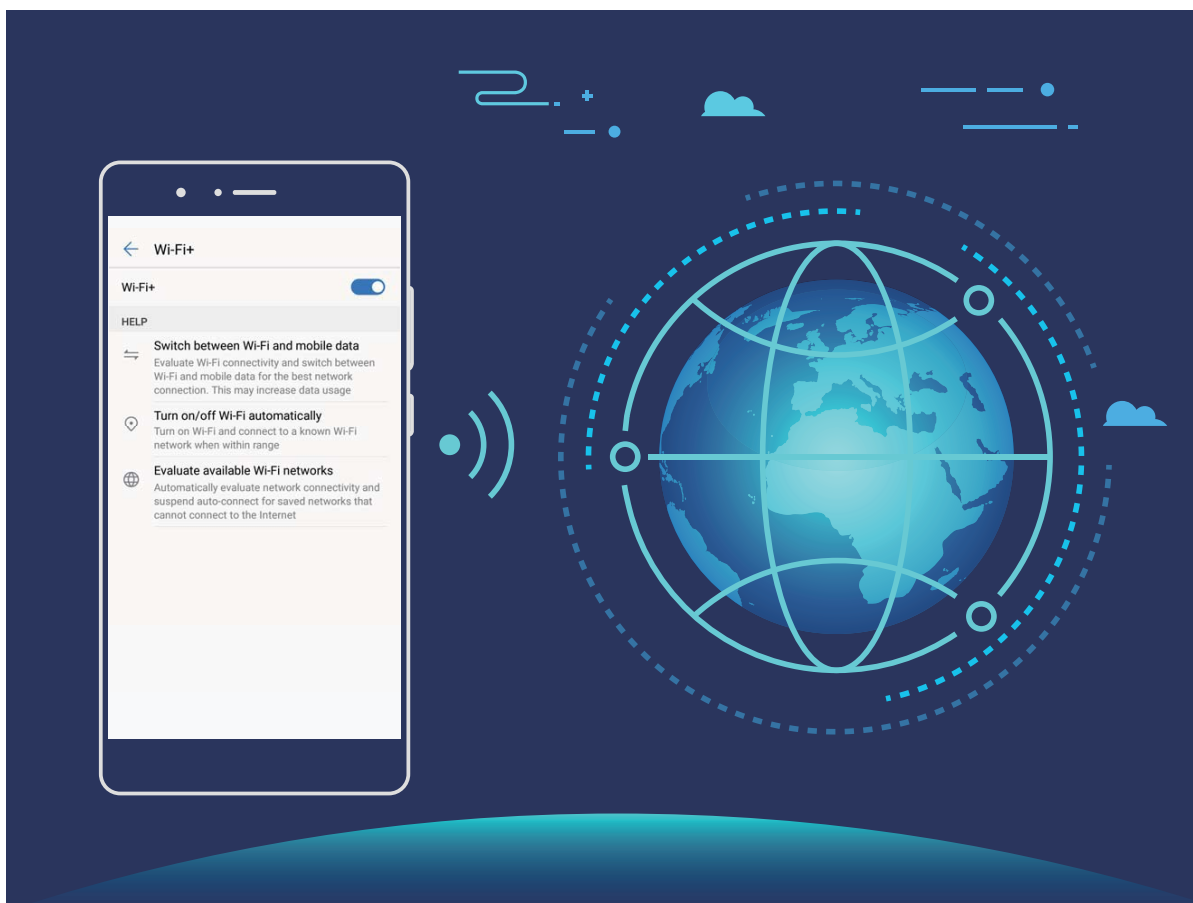 Wi-Fi+
Wi-Fi+
HELP
Switch between Wi-Fi and mobile data
Evaluate Wi-Fi connectivity and switch between
Wi-Fi and mobile data for the best network
connection. This may increase data usage
Turn on/off Wi-Fi automatically
Turn on Wi-Fi and connect to a known Wi-Fi
network when within range
Evaluate available Wi-Fi networks
Automatically evaluate network connectivity and
suspend auto-connect for saved networks that
cannot connect to the Internet